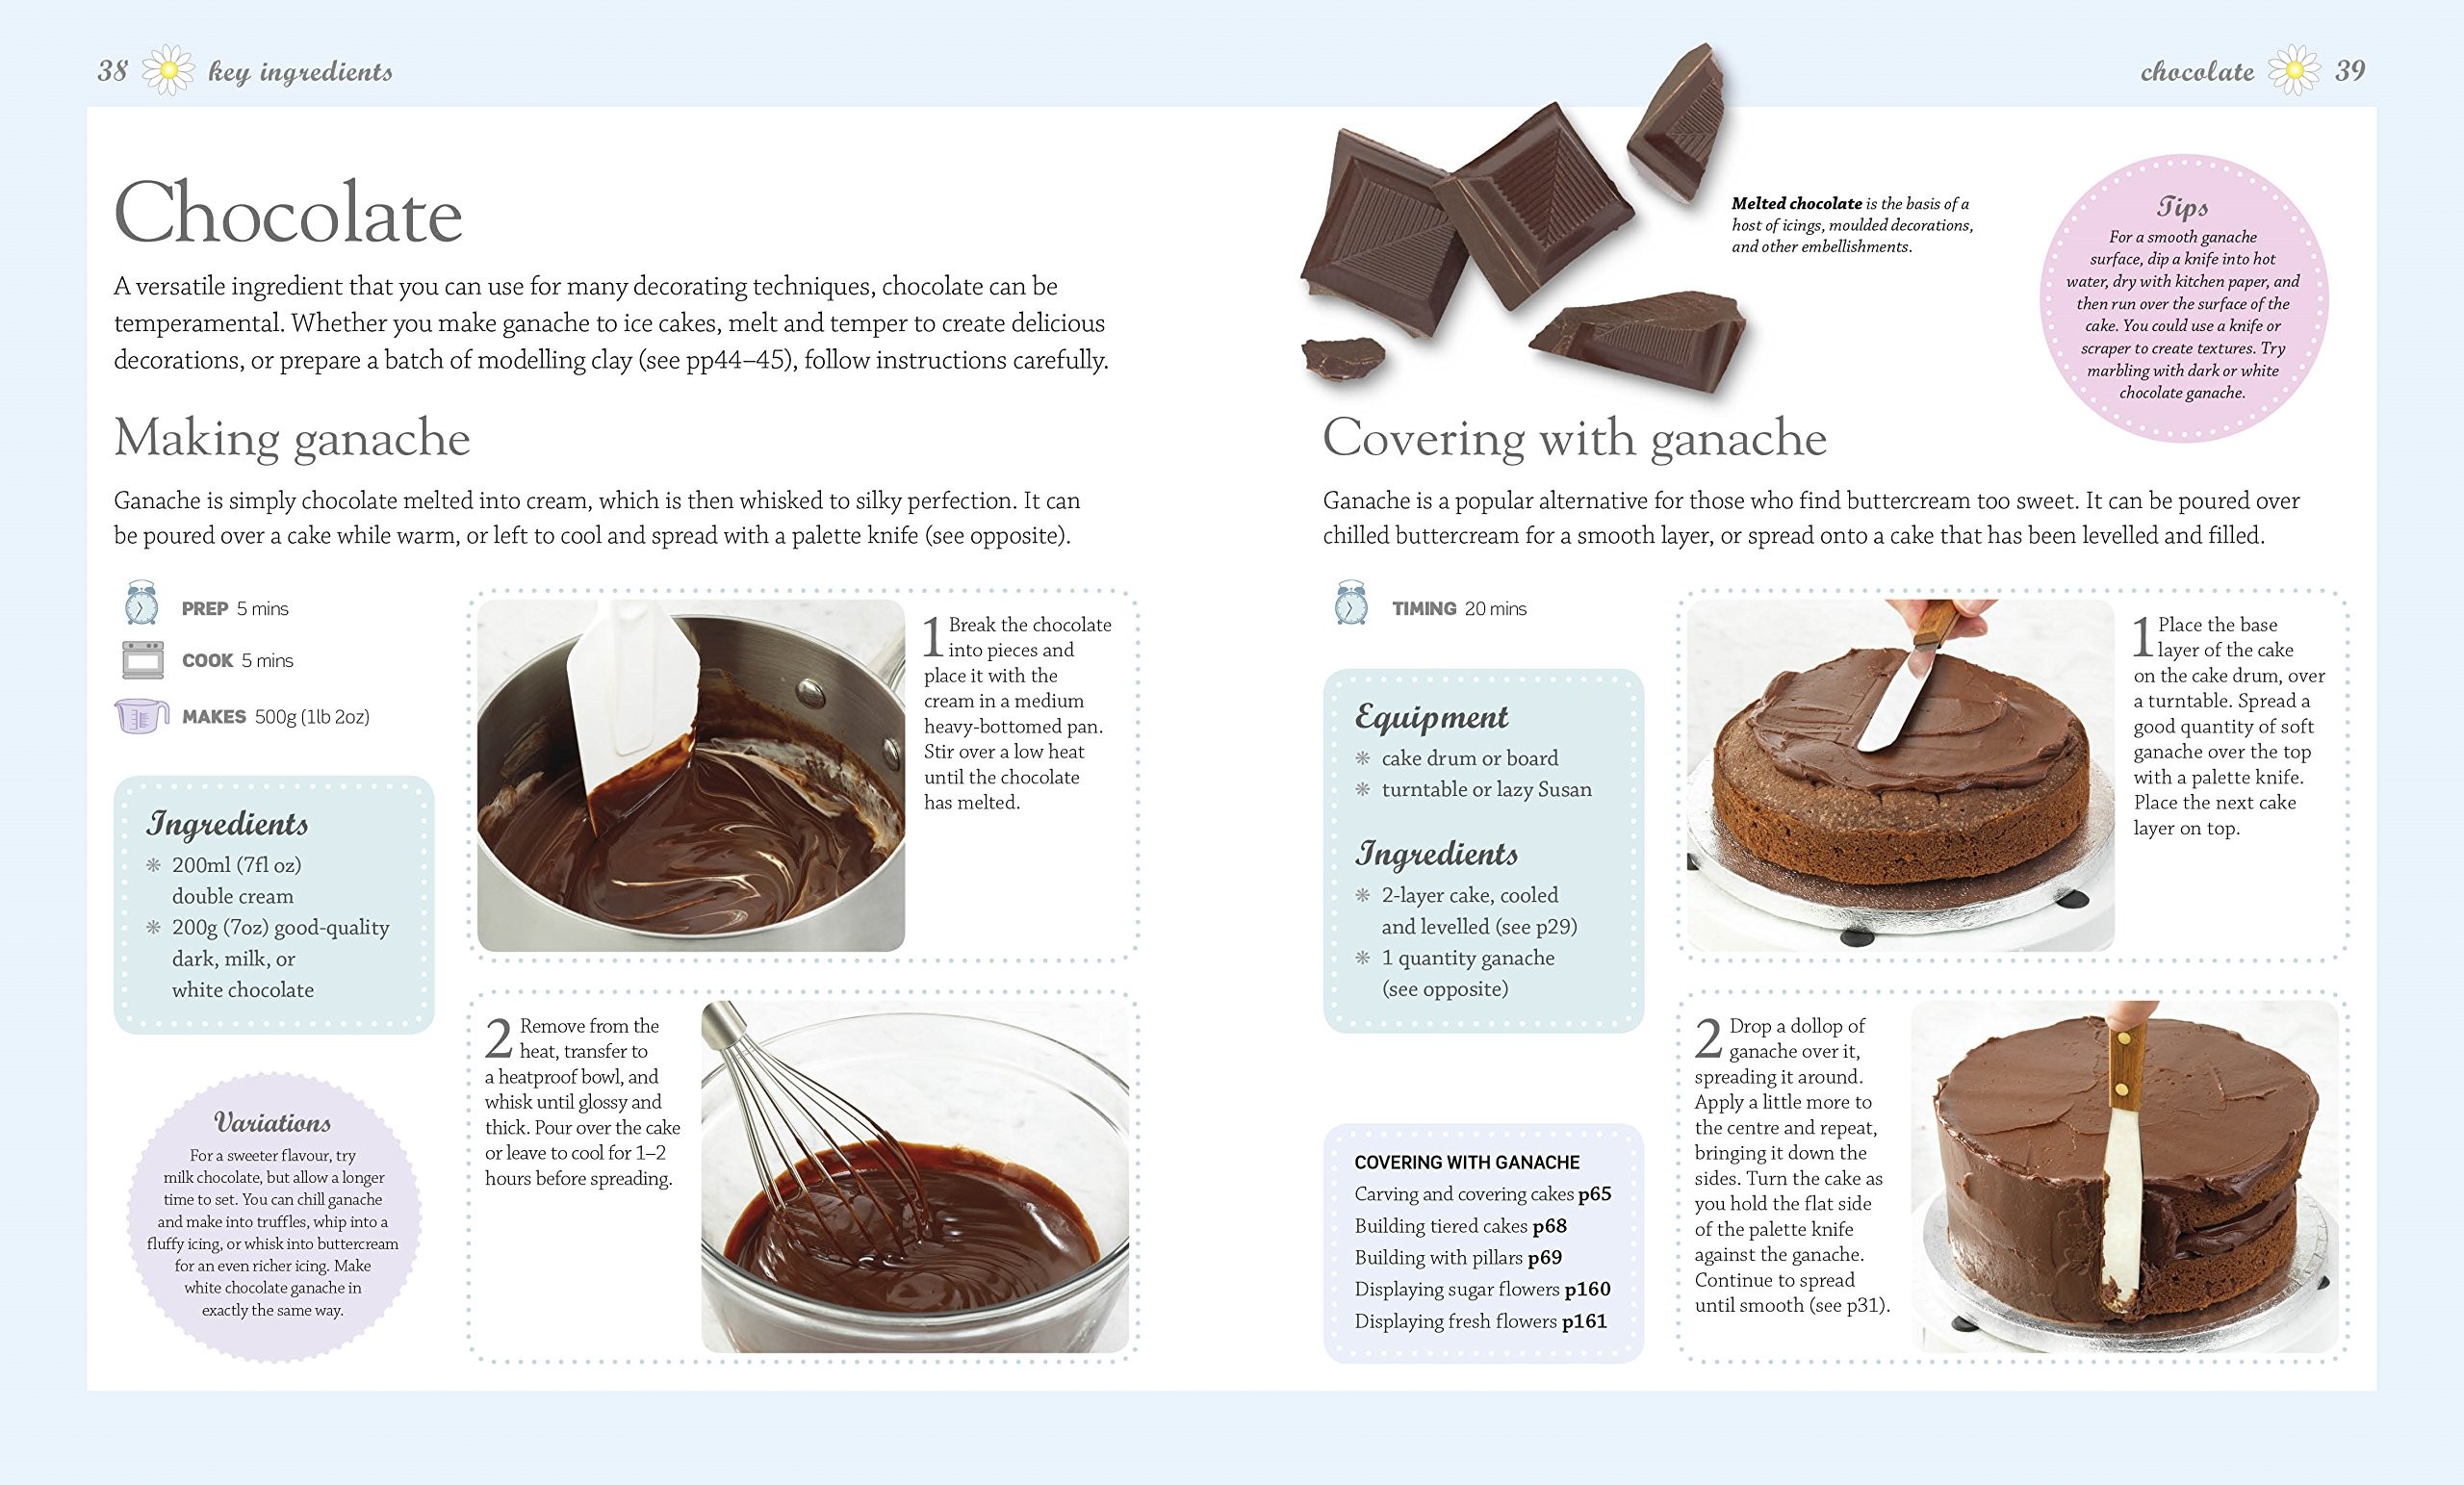 38 key ingredients
Chocolate
A versatile ingredient that you can use for many decorating techniques, chocolate can be
temperamental. Whether you make ganache to ice cakes, melt and temper to create delicious
decorations, or prepare a batch of modelling clay (see pp44–45), follow instructions carefully.
Making ganache
Ganache is simply chocolate melted into cream, which is then whisked to silky perfection. It can
be poured over a cake while warm, or left to cool and spread with a palette knife (see opposite).
PREP 5 mins
COOK 5 mins
MAKES 500g (1lb 2oz)
Ingredients
* 200ml (7fl oz)
double cream
* 200g (7oz) good-quality
dark, milk, or
white chocolate
Variations
For a sweeter flavour, try
milk chocolate, but allow a longer
time to set. You can chill ganache
and make into truffles, whip into a
fluffy icing, or whisk into buttercream
for an even richer icing. Make
white chocolate ganache in
exactly the same way.
1 Break the chocolate
into pieces and
place it with the
cream in a medium
heavy-bottomed pan.
Stir over a low heat
until the chocolate
has melted.
2 Remove from the
heat, transfer to
a heatproof bowl, and
whisk until glossy and
thick. Pour over the cake
or leave to cool for 1–2
hours before spreading.
chocolate 39
Melted chocolate is the basis of a
host of icings, moulded decorations,
and other embellishments.
Tips
For a smooth ganache
surface, dip a knife into hot
water, dry with kitchen paper, and
then run over the surface of the
cake. You could use a knife or
scraper to create textures. Try
marbling with dark or white
chocolate ganache.
Covering with ganache
Ganache is a popular alternative for those who find buttercream too sweet. It can be poured over
chilled buttercream for a smooth layer, or spread onto a cake that has been levelled and filled.
TIMING 20 mins
Equipment
* cake drum or board
* turntable or lazy Susan
Ingredients
* 2-layer cake, cooled
and levelled (see p29)
* 1 quantity ganache
(see opposite)
COVERING WITH GANACHE
Carving and covering cakes p65
Building tiered cakes p68
Building with pillars p69
Displaying sugar flowers p160
Displaying fresh flowers p161
1 Place the base
layer of the cake
on the cake drum, over
a turntable. Spread a
good quantity of soft
ganache over the top
with a palette knife.
Place the next cake
layer on top.
2 Drop a dollop of
ganache over it,
spreading it around.
Apply a little more to
the centre and repeat,
bringing it down the
sides. Turn the cake as
you hold the flat side
of the palette knife
against the ganache.
Continue to spread
until smooth (see p31).